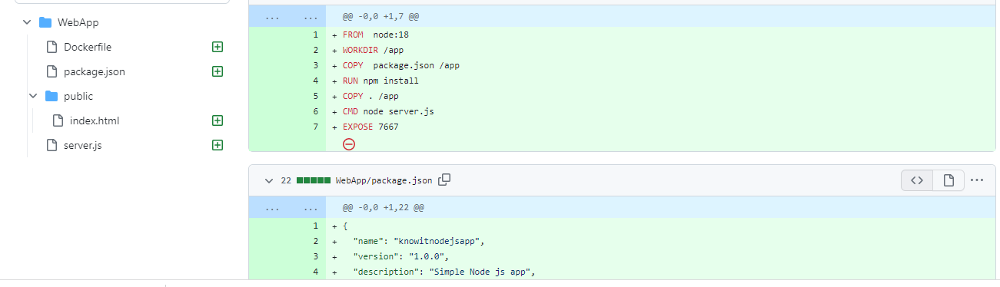 WebApp
Dockerfile
package.json
public
index.html
server.js
... ... @@ -0,0 +1,7 @@
1 + FROM  node:18
2 + WORKDIR /app
3 + COPY  package.json /app
4 + RUN npm install
5 + COPY . /app
6 + CMD node server.js
7 + EXPOSE 7667
22 WebApp/package.json
... ... @@ -0,0 +1,22 @@
1 + {
2 +   "name": "knowitnodejsapp",
3 +   "version": "1.0.0",
4 +   "description": "Simple Node js app",